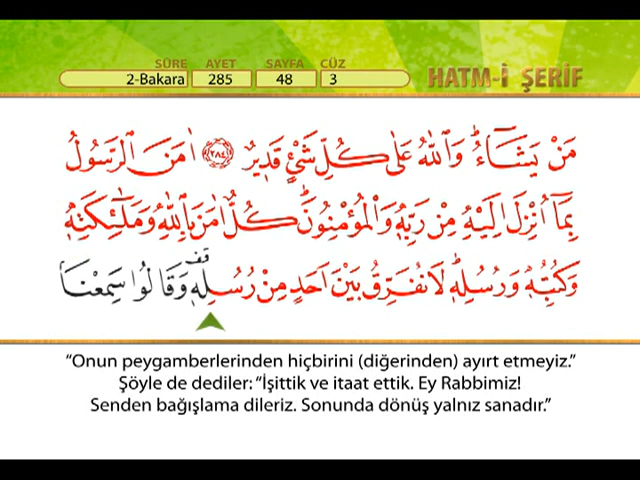 SÛRE AYET SAYFA CÜZ
2-Bakara 285 48 3
HATM-İ ŞERİF
مَنْ يَشَٓاءُۜ وَاللّٰهُ عَلٰى كُلِّ شَيْءٍ قَد۪يرٌ ﴿٢٨٤﴾ اٰمَنَ الرَّسُولُ
بِمَٓا اُنْزِلَ اِلَيْهِ مِنْ رَبِّه۪ وَالْمُؤْمِنُونَۜ كُلٌّ اٰمَنَ بِاللّٰهِ وَمَلٰٓئِكَتِه۪
وَكُتُبِه۪ وَرُسُلِه۪ۜ لَا نُفَرِّقُ بَيْنَ اَحَدٍ مِنْ رُسُلِه۪ قف وَقَالُوا سَمِعْنَا
“Onun peygamberlerinden hiçbirini (diğerinden) ayırt etmeyiz.”
Şöyle de dediler: “İşittik ve itaat ettik. Ey Rabbimiz!
Senden bağışlama dileriz. Sonunda dönüş yalnız sanadır.”